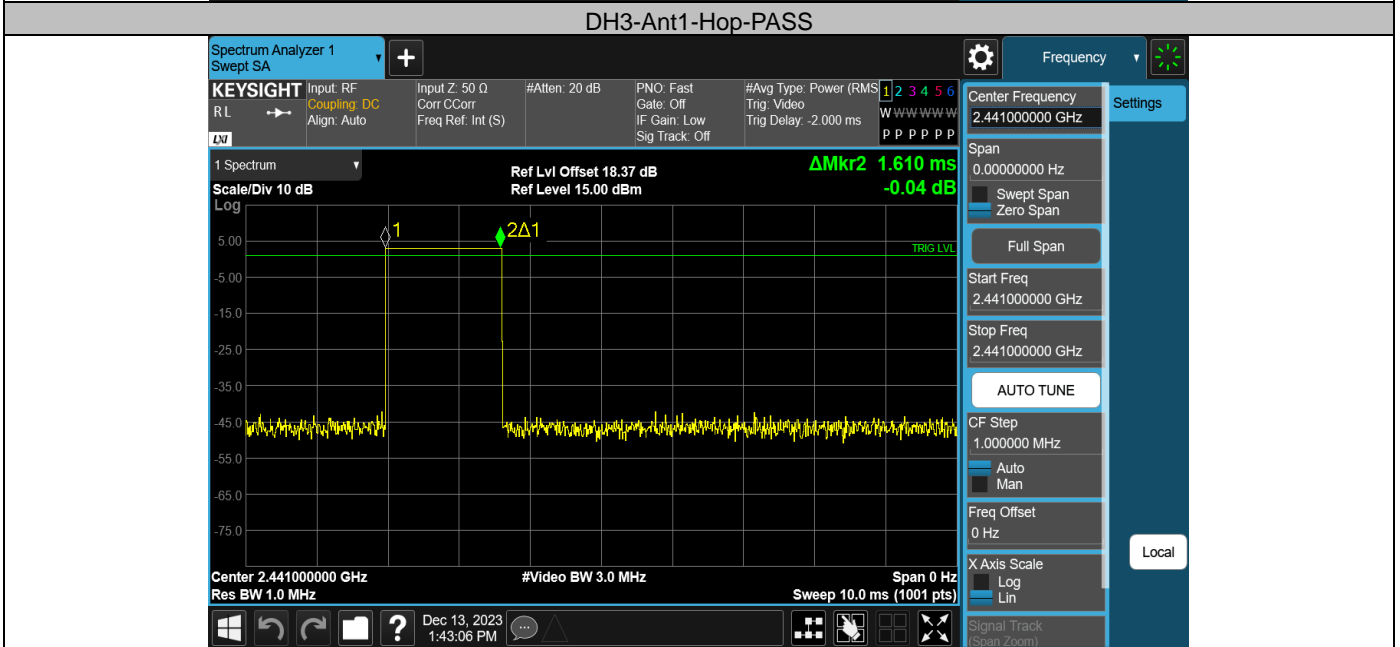 DH3-Ant1-Hop-PASS
Spectrum Analyzer 1
Swept SA
Frequency
KEYSIGHT
RL
LXI
Input: RF
Coupling: DC
Align: Auto
Input Z: 50 Ω
Corr CCorr
Freq Ref: Int (S)
#Atten: 20 dB
PNO: Fast
Gate: Off
IF Gain: Low
Sig Track: Off
#Avg Type: Power (RMS
Trig: Video
Trig Delay: -2.000 ms
1 2 3 4 5 6
W W W W W W
P P P P P P
1 Spectrum
Scale/Div 10 dB
Log
Ref Lvl Offset 18.37 dB
Ref Level 15.00 dBm
ΔMkr2 1.610 ms
-0.04 dB
1
2Δ1
TRIG LVL
5.00
-5.00
-15.0
-25.0
-35.0
-45.0
-55.0
-65.0
-75.0
Center 2.441000000 GHz
Res BW 1.0 MHz
#Video BW 3.0 MHz
Span 0 Hz
Sweep 10.0 ms (1001 pts)
Center Frequency
2.441000000 GHz
Settings
Span
0.00000000 Hz
Swept Span
Zero Span
Full Span
Start Freq
2.441000000 GHz
Stop Freq
2.441000000 GHz
AUTO TUNE
CF Step
1.000000 MHz
Auto
Man
Freq Offset
0 Hz
X Axis Scale
Log
Lin
Signal Track
(Span Zoom)
Local
?
Dec 13, 2023
1:43:06 PM